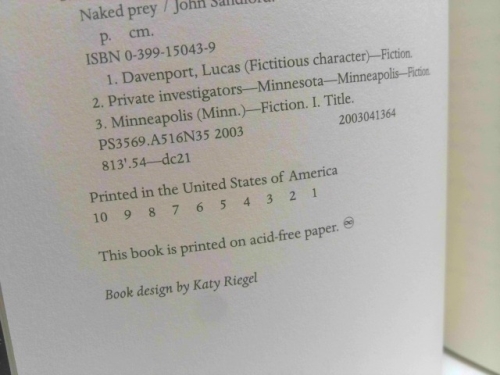 Naked prey / John Sandford.
p. cm.
ISBN 0-399-15043-9
1. Davenport, Lucas (Fictitious character)—Fiction.
2. Private investigators—Minnesota—Minneapolis—Fiction.
3. Minneapolis (Minn.)—Fiction. I. Title.
PS3569.A516N35 2003 2003041364
813'.54—dc21
Printed in the United States of America
10 9 8 7 6 5 4 3 2 1
This book is printed on acid-free paper. ♾
Book design by Katy Riegel